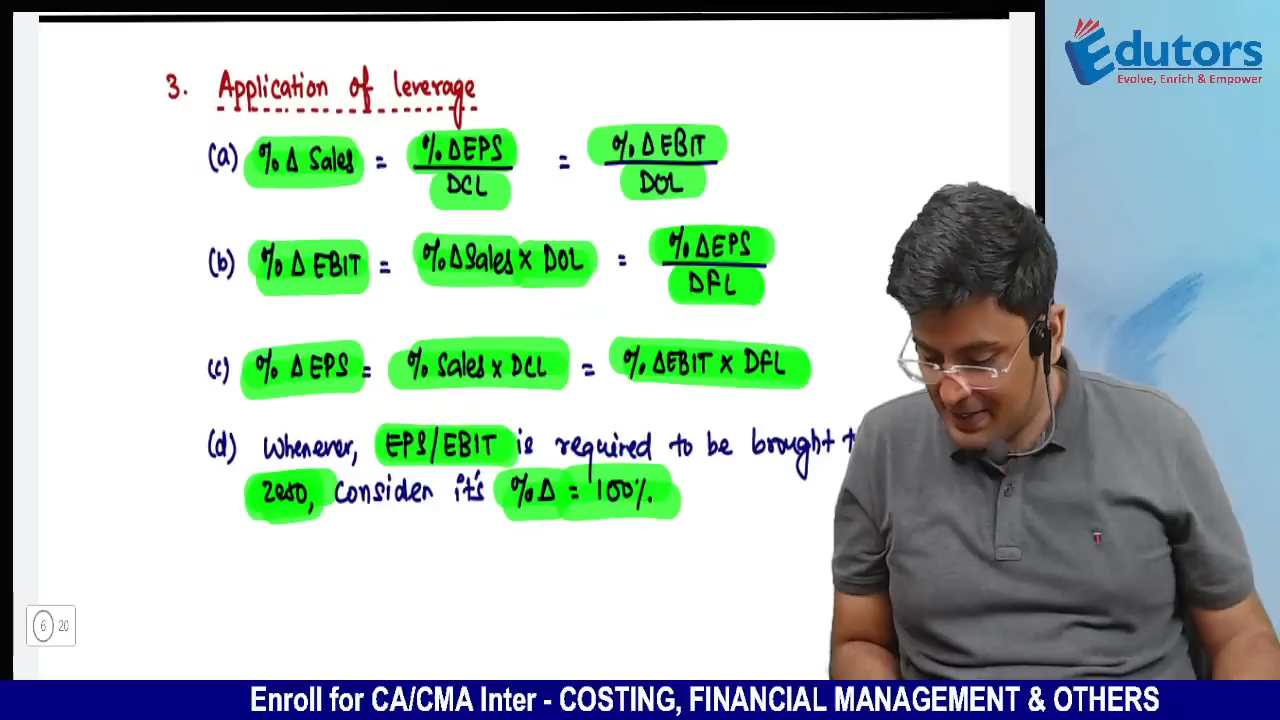 Edutors
Evolve, Enrich & Empower
3. Application of leverage
(a) % Δ Sales = % ΔEPS / DCL = % Δ EBIT / DOL
(b) % Δ EBIT = % ΔSales × DOL = % ΔEPS / DFL
(c) % Δ EPS = % Sales × DCL = % ΔEBIT × DFL
(d) Whenever, EPS/EBIT is required to be brought
zero, consider it's % Δ = 100%.
6 20
Enroll for CA/CMA Inter - COSTING, FINANCIAL MANAGEMENT & OTHERS